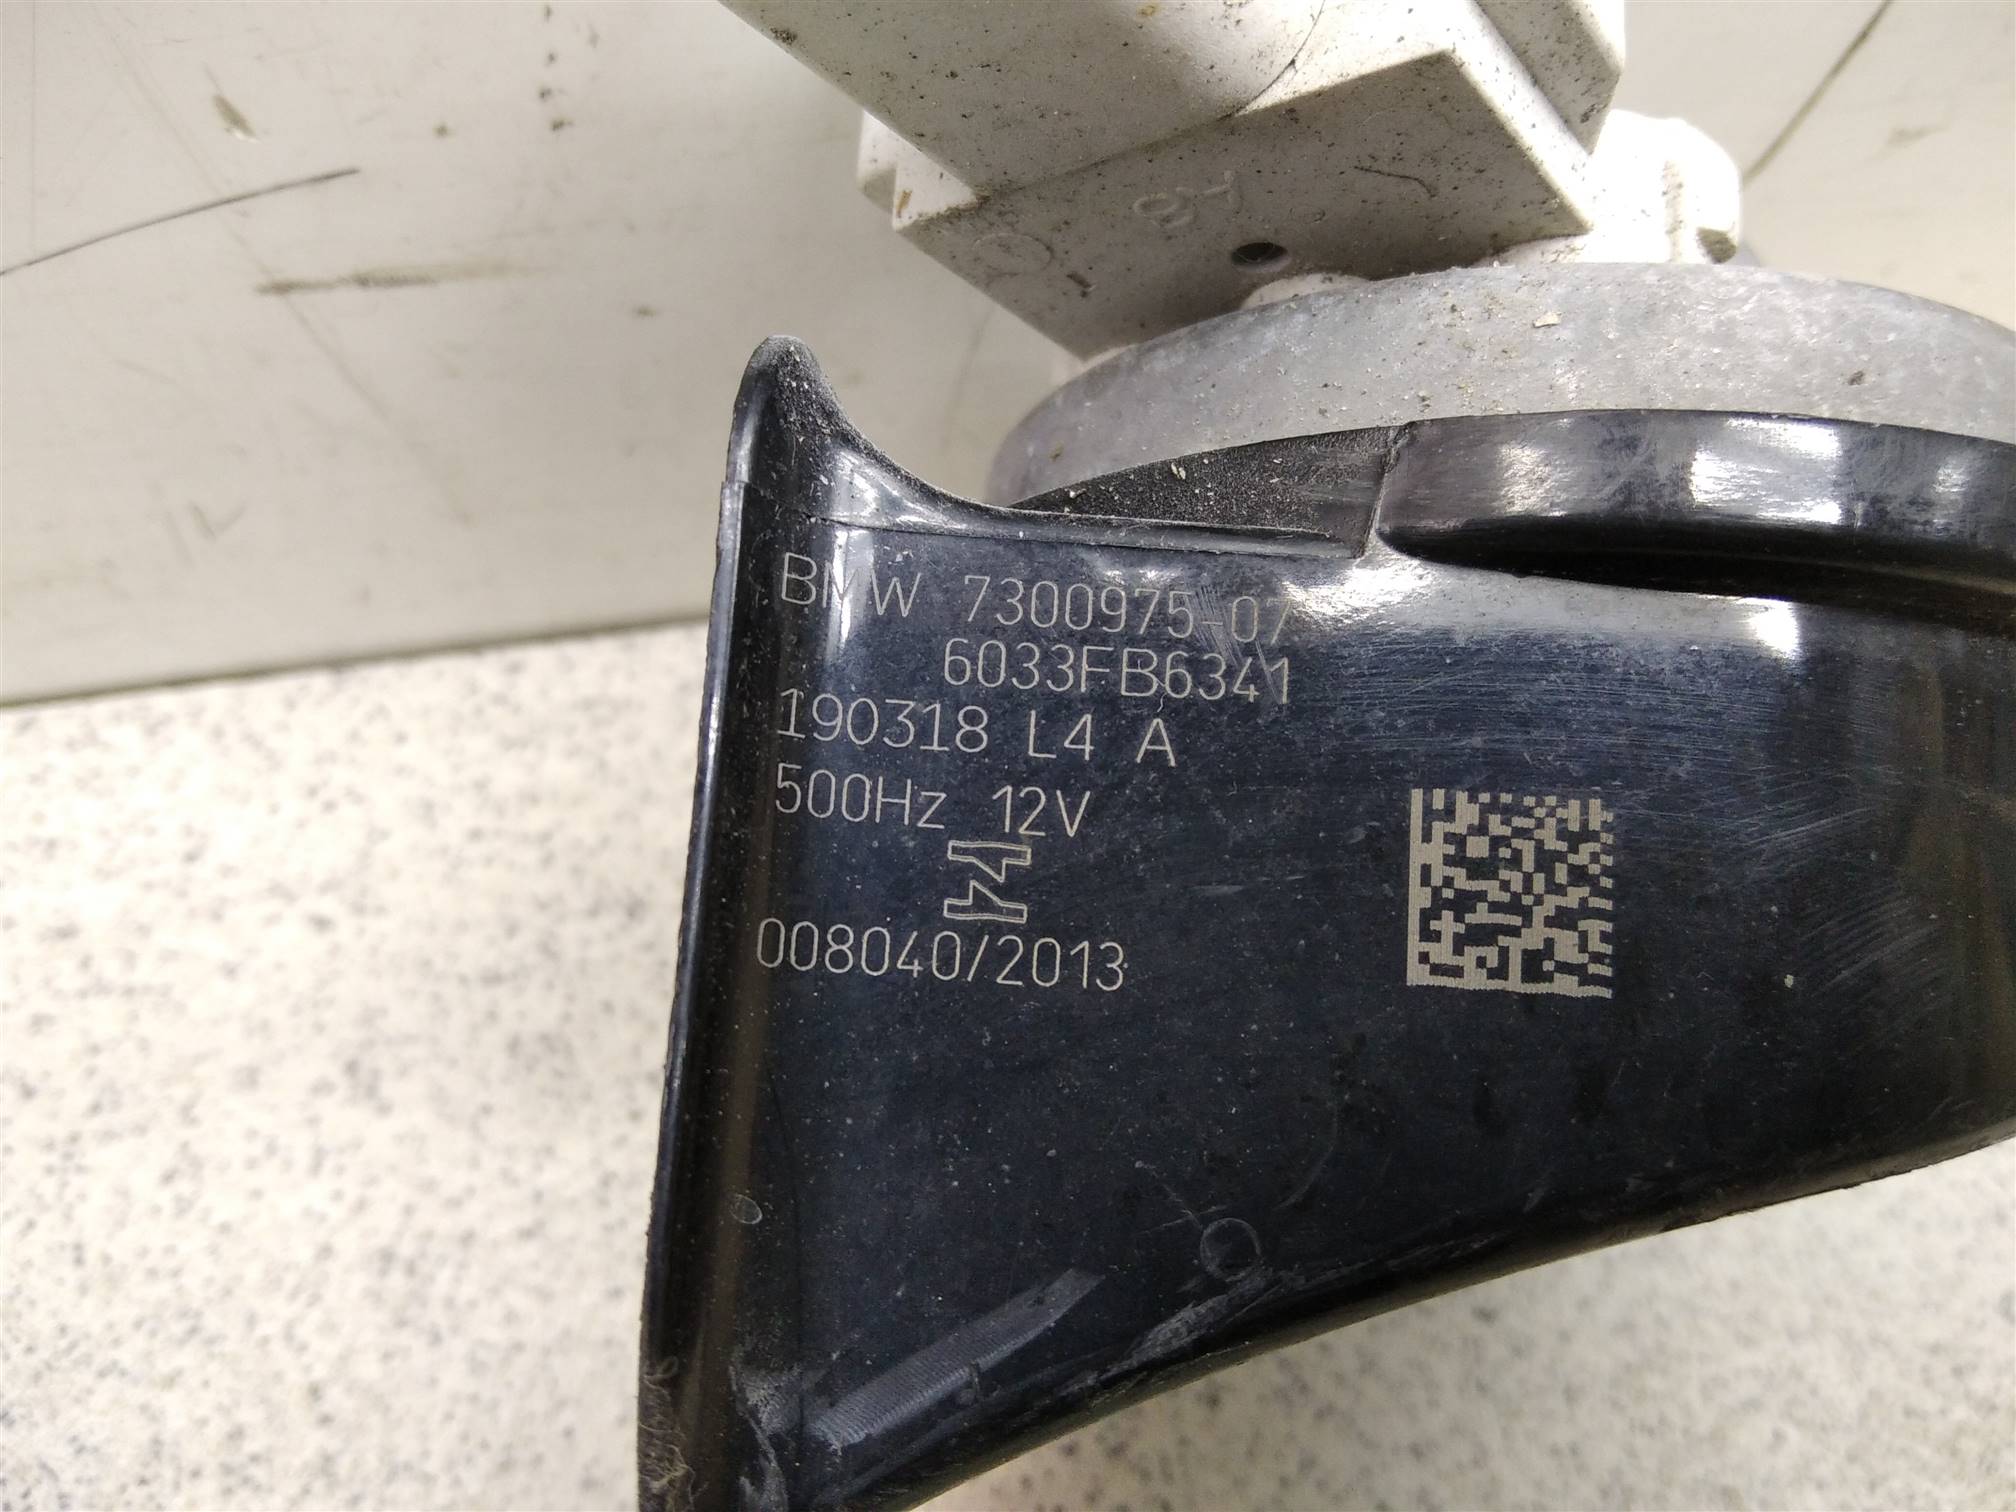 BMW 7300975-07
6033FB6341
190318 L4 A
500Hz 12V
008040/2013